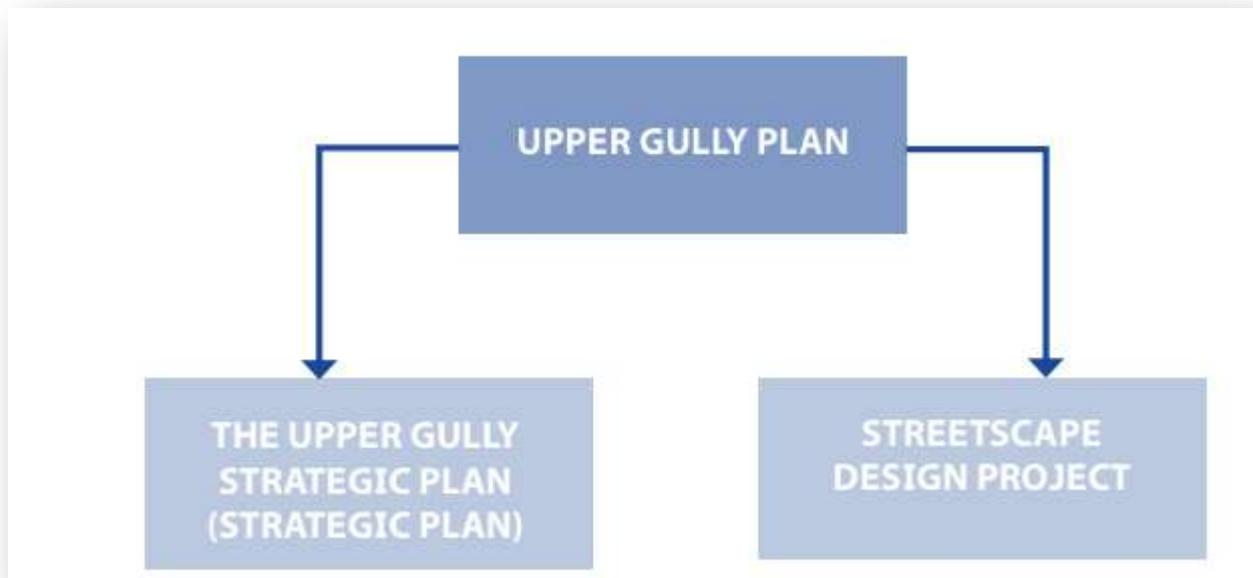 UPPER GULLY PLAN
THE UPPER GULLY
STRATEGIC PLAN
(STRATEGIC PLAN)
STREETSCAPE
DESIGN PROJECT